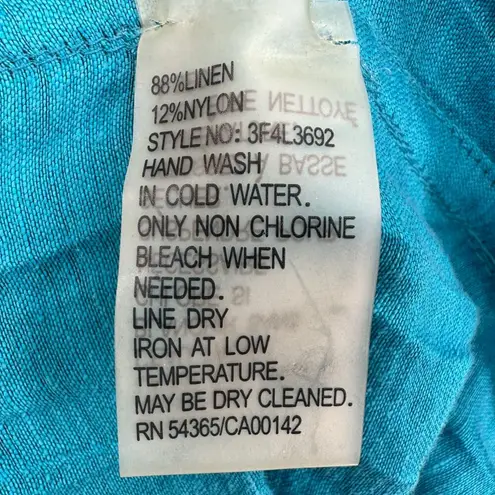 88%LINEN
12%NYLON
STYLE NO: 3F4L3692
HAND WASH
IN COLD WATER.
ONLY NON CHLORINE
BLEACH WHEN
NEEDED.
LINE DRY
IRON AT LOW
TEMPERATURE.
MAY BE DRY CLEANED.
RN 54365/CA00142